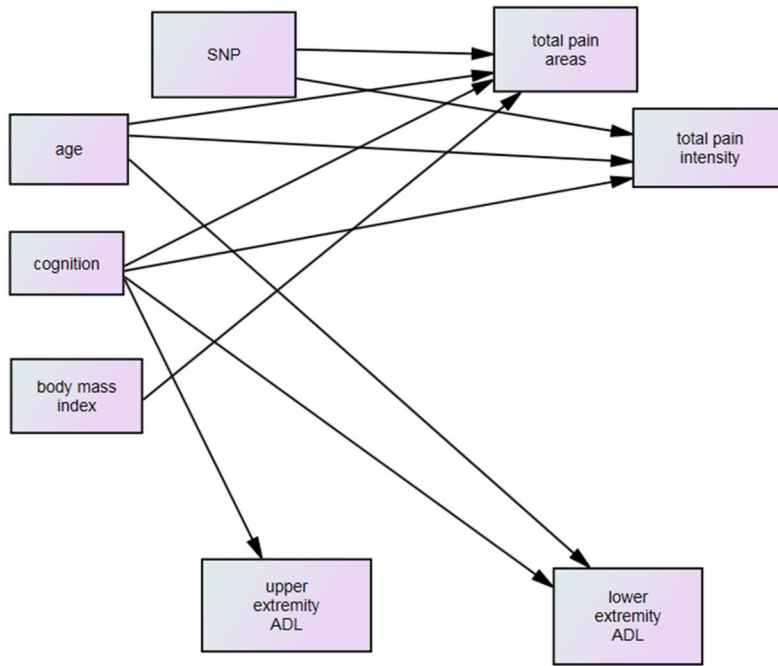 SNP
total pain
areas
age
total pain
intensity
cognition
body mass
index
upper
extremity
ADL
lower
extremity
ADL